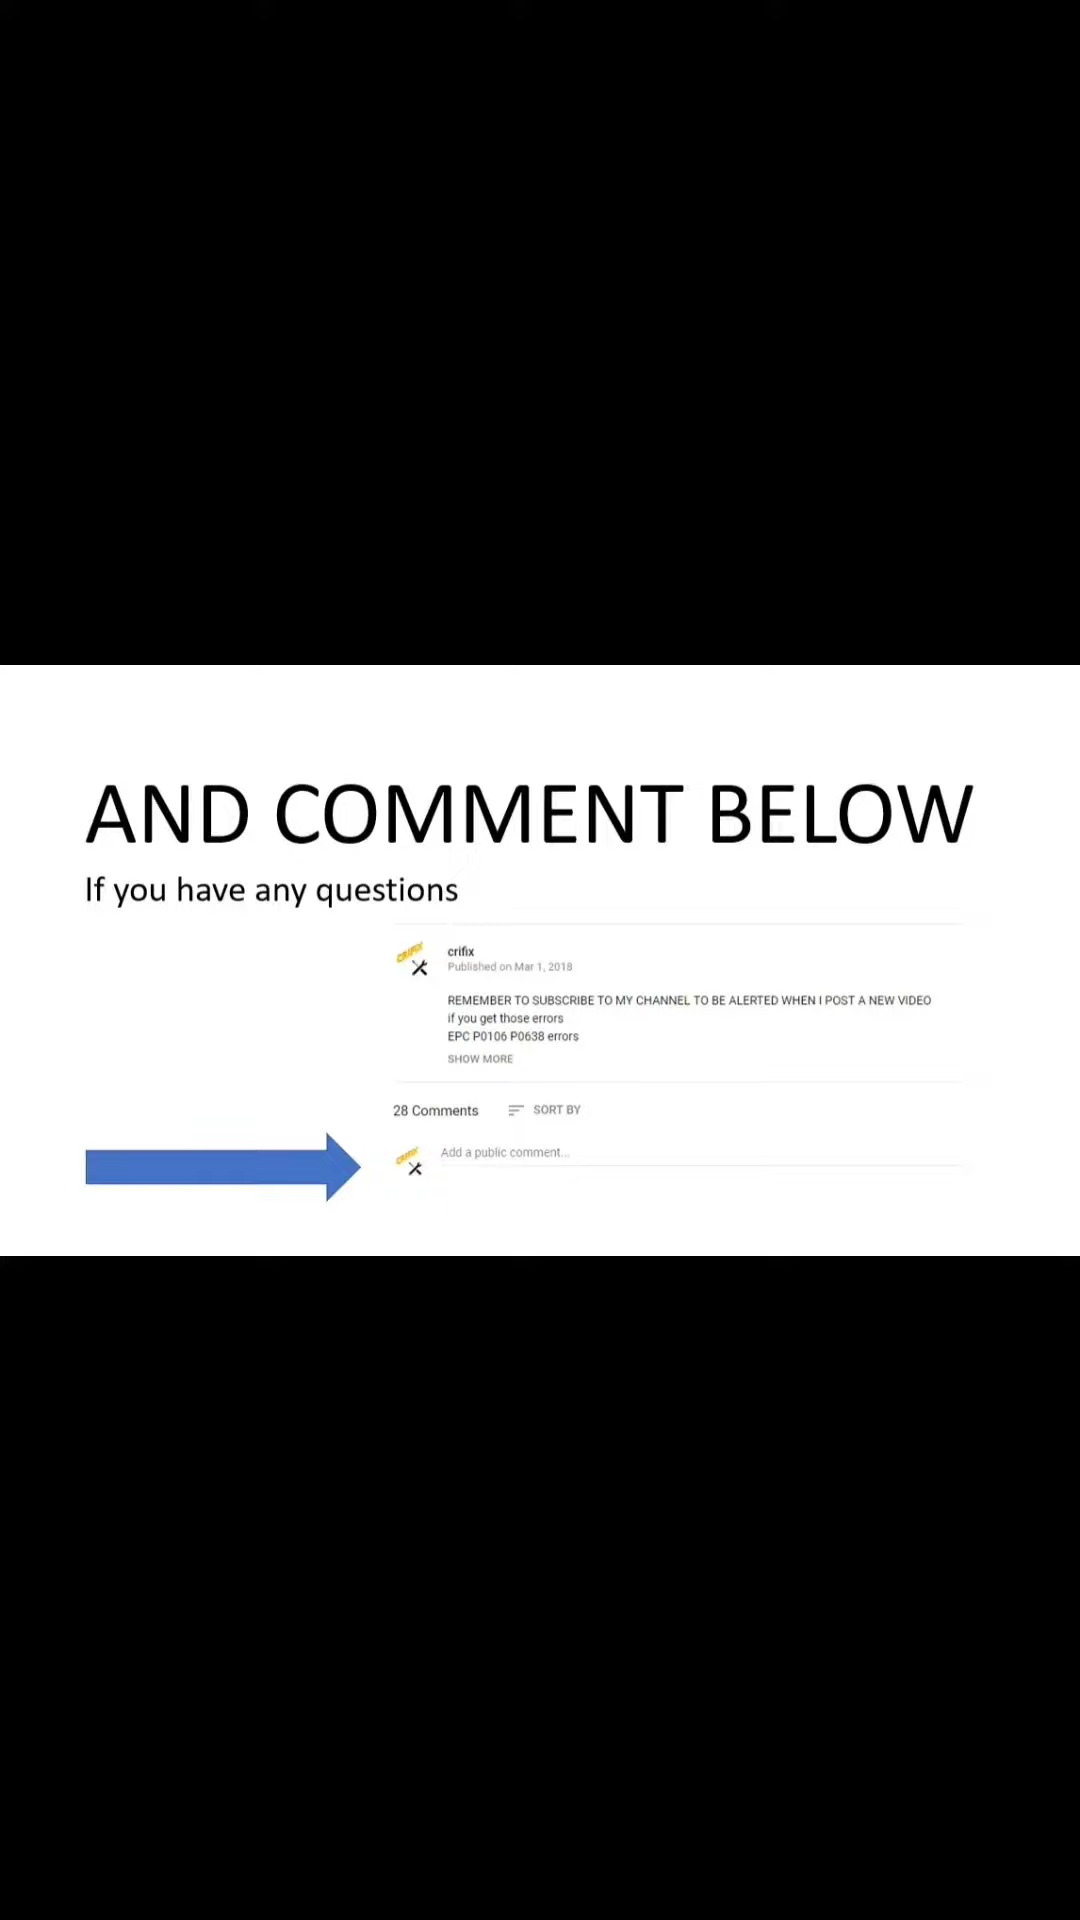 AND COMMENT BELOW
If you have any questions
CRIFIX
crifix
Published on Mar 1, 2018
REMEMBER TO SUBSCRIBE TO MY CHANNEL TO BE ALERTED WHEN I POST A NEW VIDEO
if you get those errors
EPC P0106 P0638 errors
SHOW MORE
28 Comments SORT BY
CRIFIX
Add a public comment...